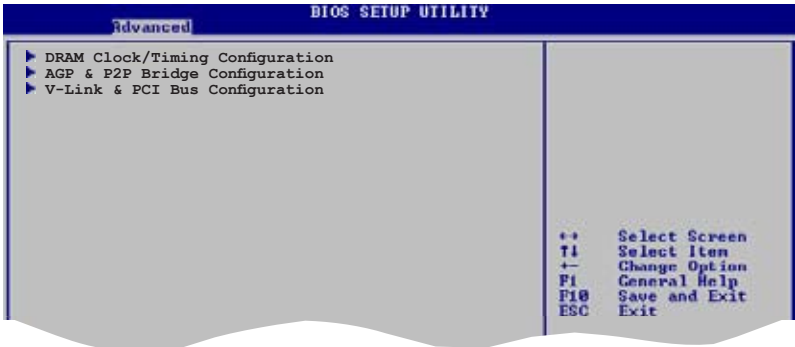 BIOS SETUP UTILITY
Advanced
DRAM Clock/Timing Configuration
AGP & P2P Bridge Configuration
V-Link & PCI Bus Configuration
←→ Select Screen
↑↓ Select Item
+- Change Option
F1 General Help
F10 Save and Exit
ESC Exit